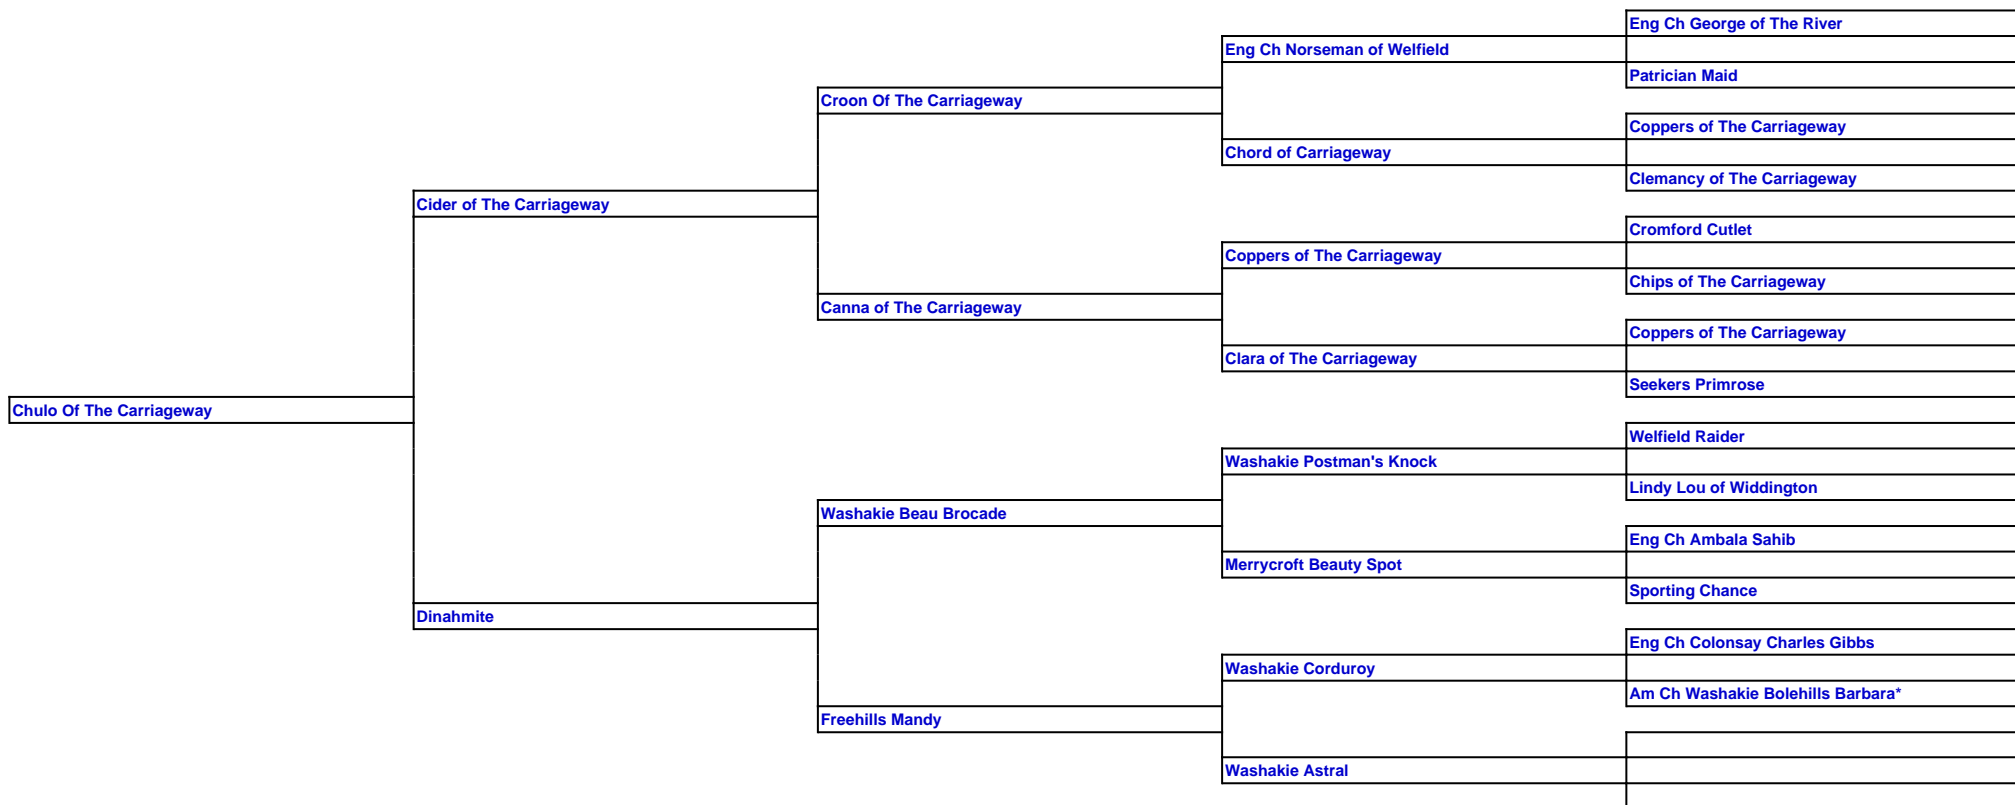 Eng Ch George of The River
Eng Ch Norseman of Welfield
Patrician Maid
Croon Of The Carriageway
Coppers of The Carriageway
Chord of Carriageway
Clemancy of The Carriageway
Cider of The Carriageway
Cromford Cutlet
Coppers of The Carriageway
Chips of The Carriageway
Canna of The Carriageway
Coppers of The Carriageway
Clara of The Carriageway
Seekers Primrose
Chulo Of The Carriageway
Welfield Raider
Washakie Postman's Knock
Lindy Lou of Widdington
Washakie Beau Brocade
Eng Ch Ambala Sahib
Merrycroft Beauty Spot
Sporting Chance
Dinahmite
Eng Ch Colonsay Charles Gibbs
Washakie Corduroy
Am Ch Washakie Bolehills Barbara*
Freehills Mandy
Washakie Astral